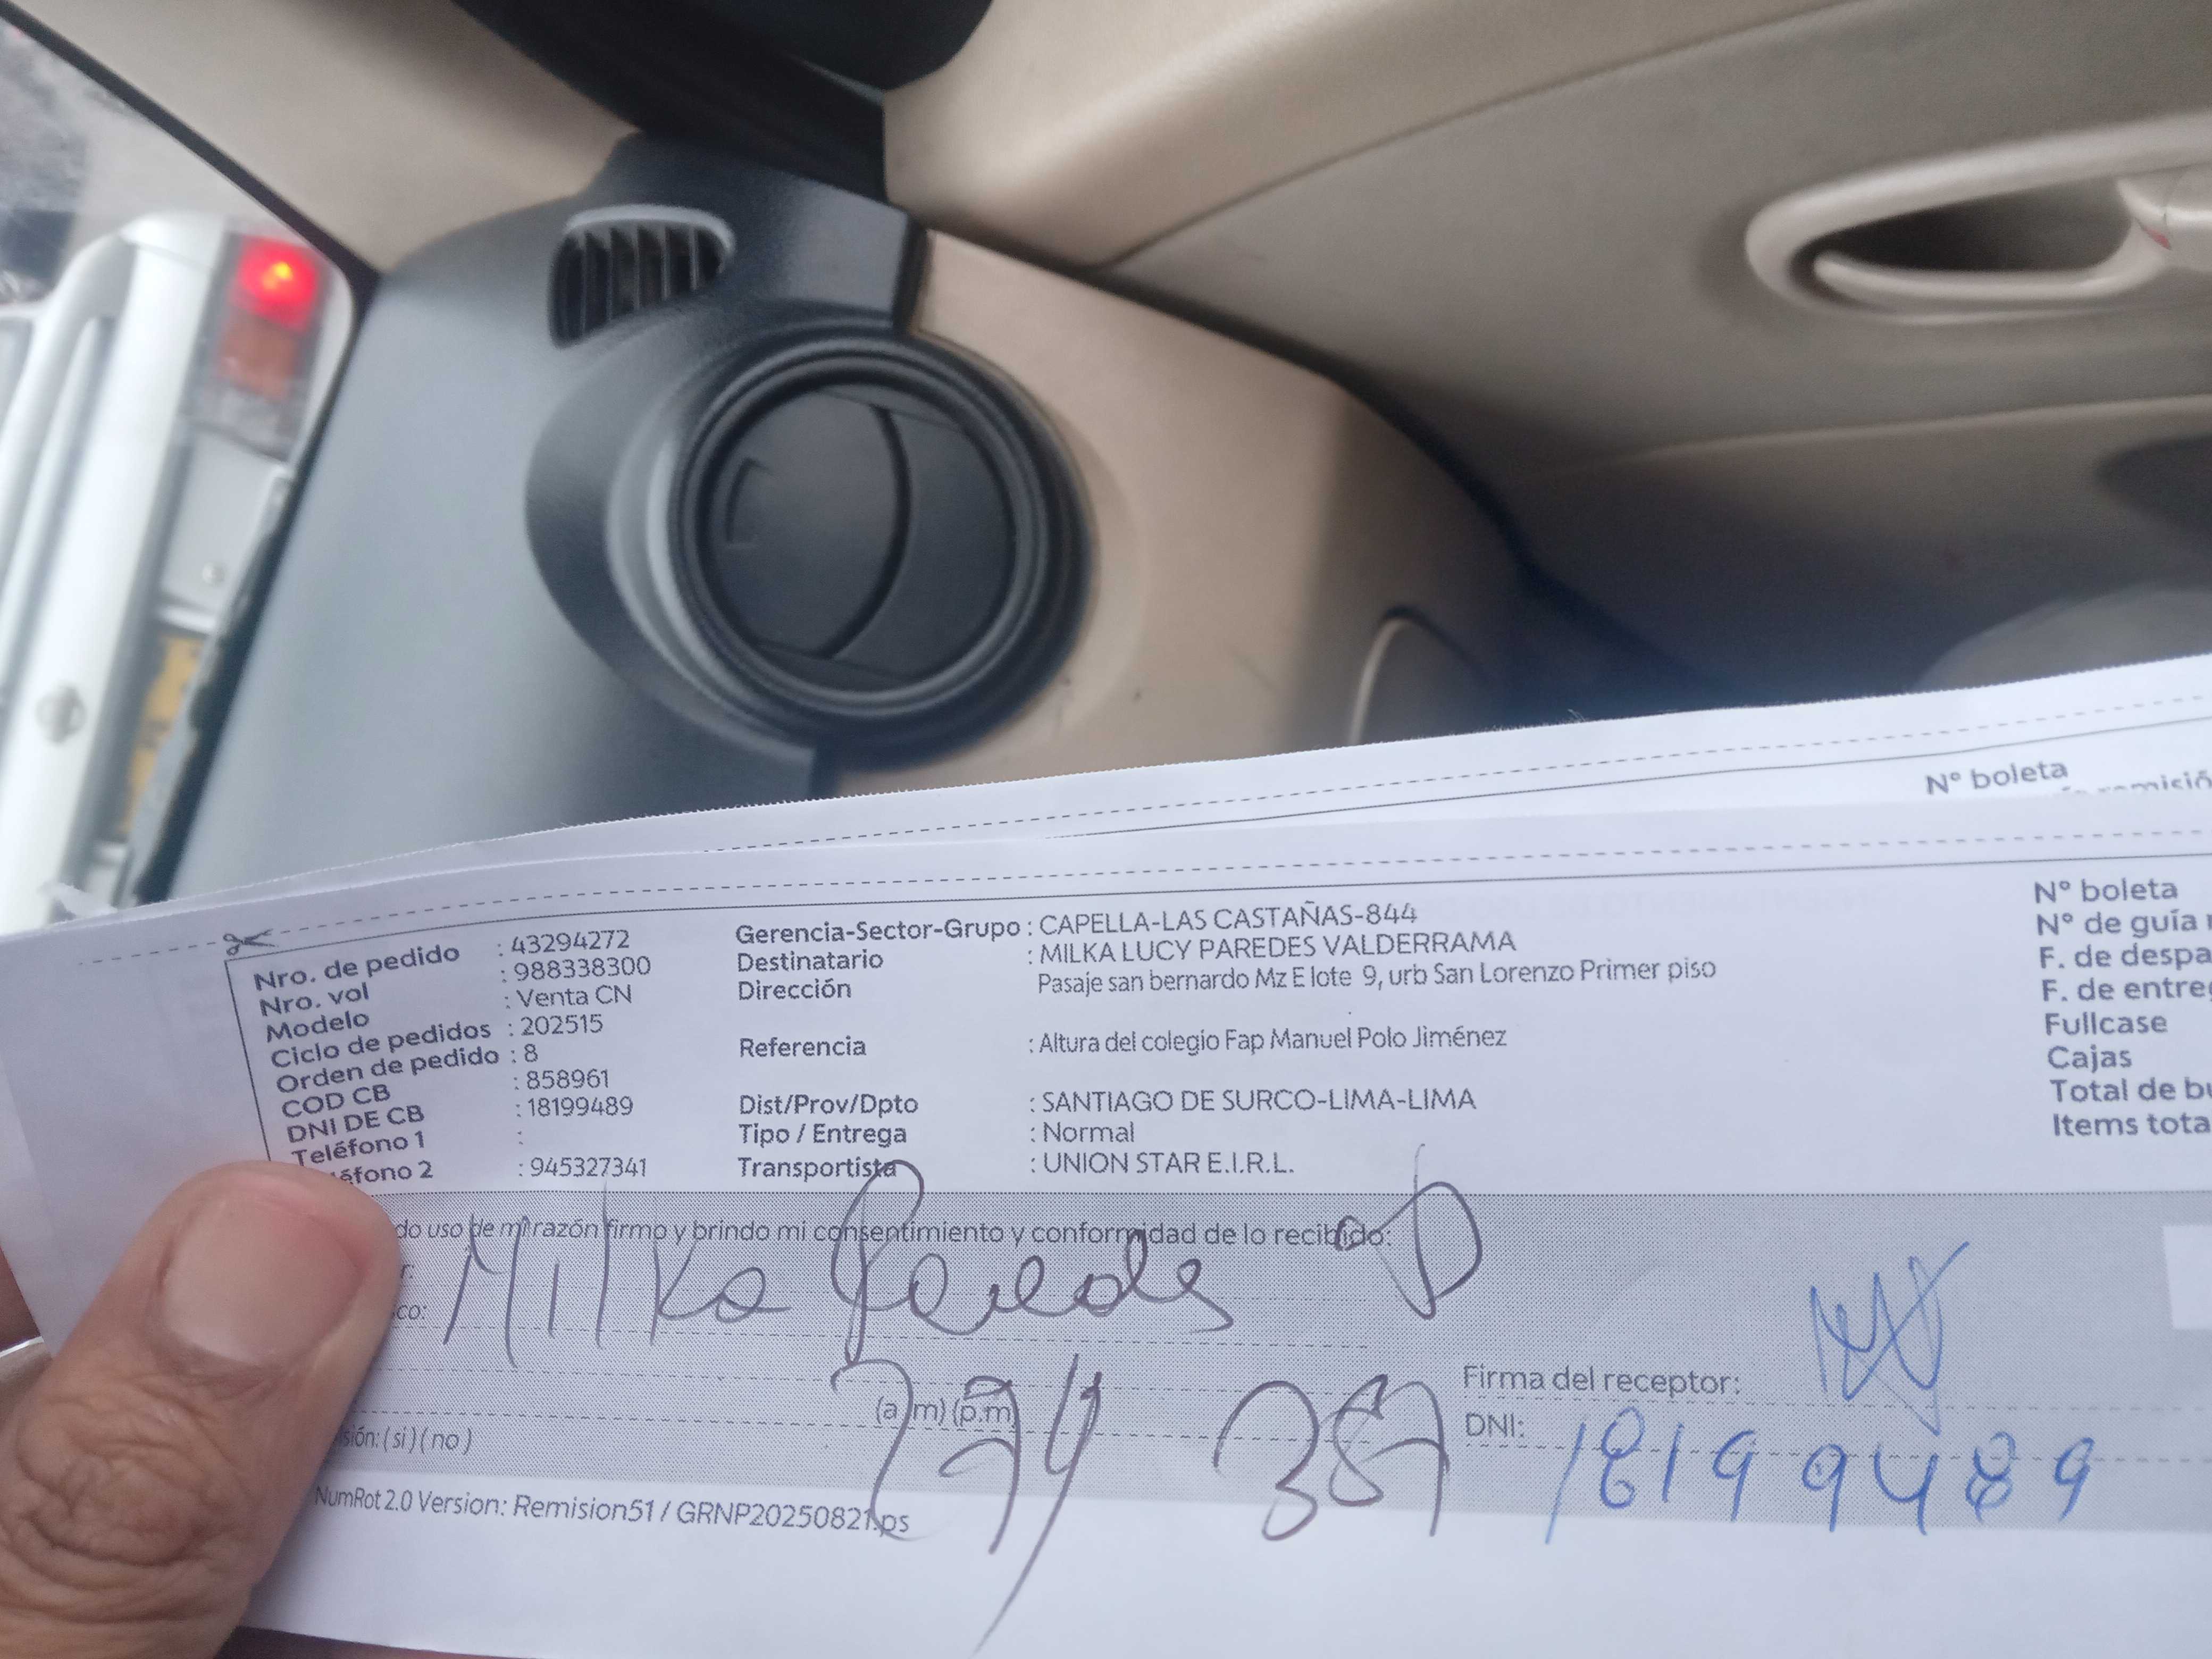 N° boleta
Nro. de pedido : 43294272
Nro. vol : 988338300
Modelo : Venta CN
Ciclo de pedidos : 202515
Orden de pedido : 8
COD CB : 858961
DNI DE CB : 18199489
Teléfono 1 :
éfono 2 : 945327341
Gerencia-Sector-Grupo : CAPELLA-LAS CASTAÑAS-844
Destinatario : MILKA LUCY PAREDES VALDERRAMA
Dirección Pasaje san bernardo Mz E lote 9, urb San Lorenzo Primer piso
Referencia : Altura del colegio Fap Manuel Polo Jiménez
Dist/Prov/Dpto : SANTIAGO DE SURCO-LIMA-LIMA
Tipo / Entrega : Normal
Transportista : UNION STAR E.I.R.L.
N° boleta
N° de guía
F. de despa
F. de entreg
Fullcase
Cajas
Total de bu
Items tota
do uso de mi razón firmo y brindo mi consentimiento y conformidad de lo recibido:
r:
co: Milka Paredes
(a.m) (p.m)
sión: ( si ) ( no )
Firma del receptor:
DNI: 18199489
NumRot 2.0 Version: Remision51 / GRNP20250821.ps